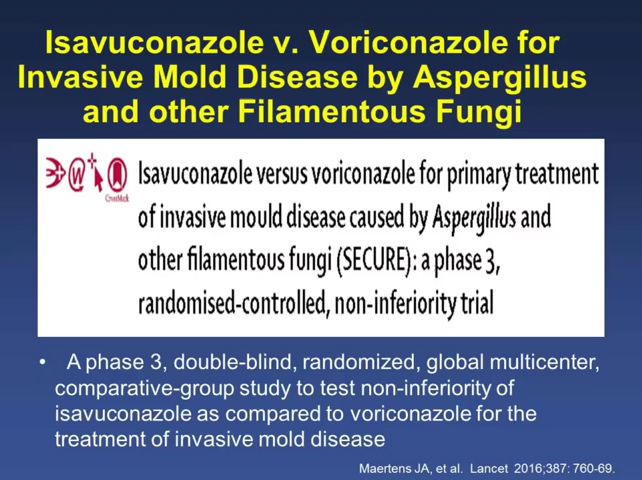 Isavuconazole v. Voriconazole for
Invasive Mold Disease by Aspergillus
and other Filamentous Fungi
Isavuconazole versus voriconazole for primary treatment
of invasive mould disease caused by Aspergillus and
other filamentous fungi (SECURE): a phase 3,
randomised-controlled, non-inferiority trial
CrossMark
• A phase 3, double-blind, randomized, global multicenter,
comparative-group study to test non-inferiority of
isavuconazole as compared to voriconazole for the
treatment of invasive mold disease
Maertens JA, et al. Lancet 2016;387: 760-69.